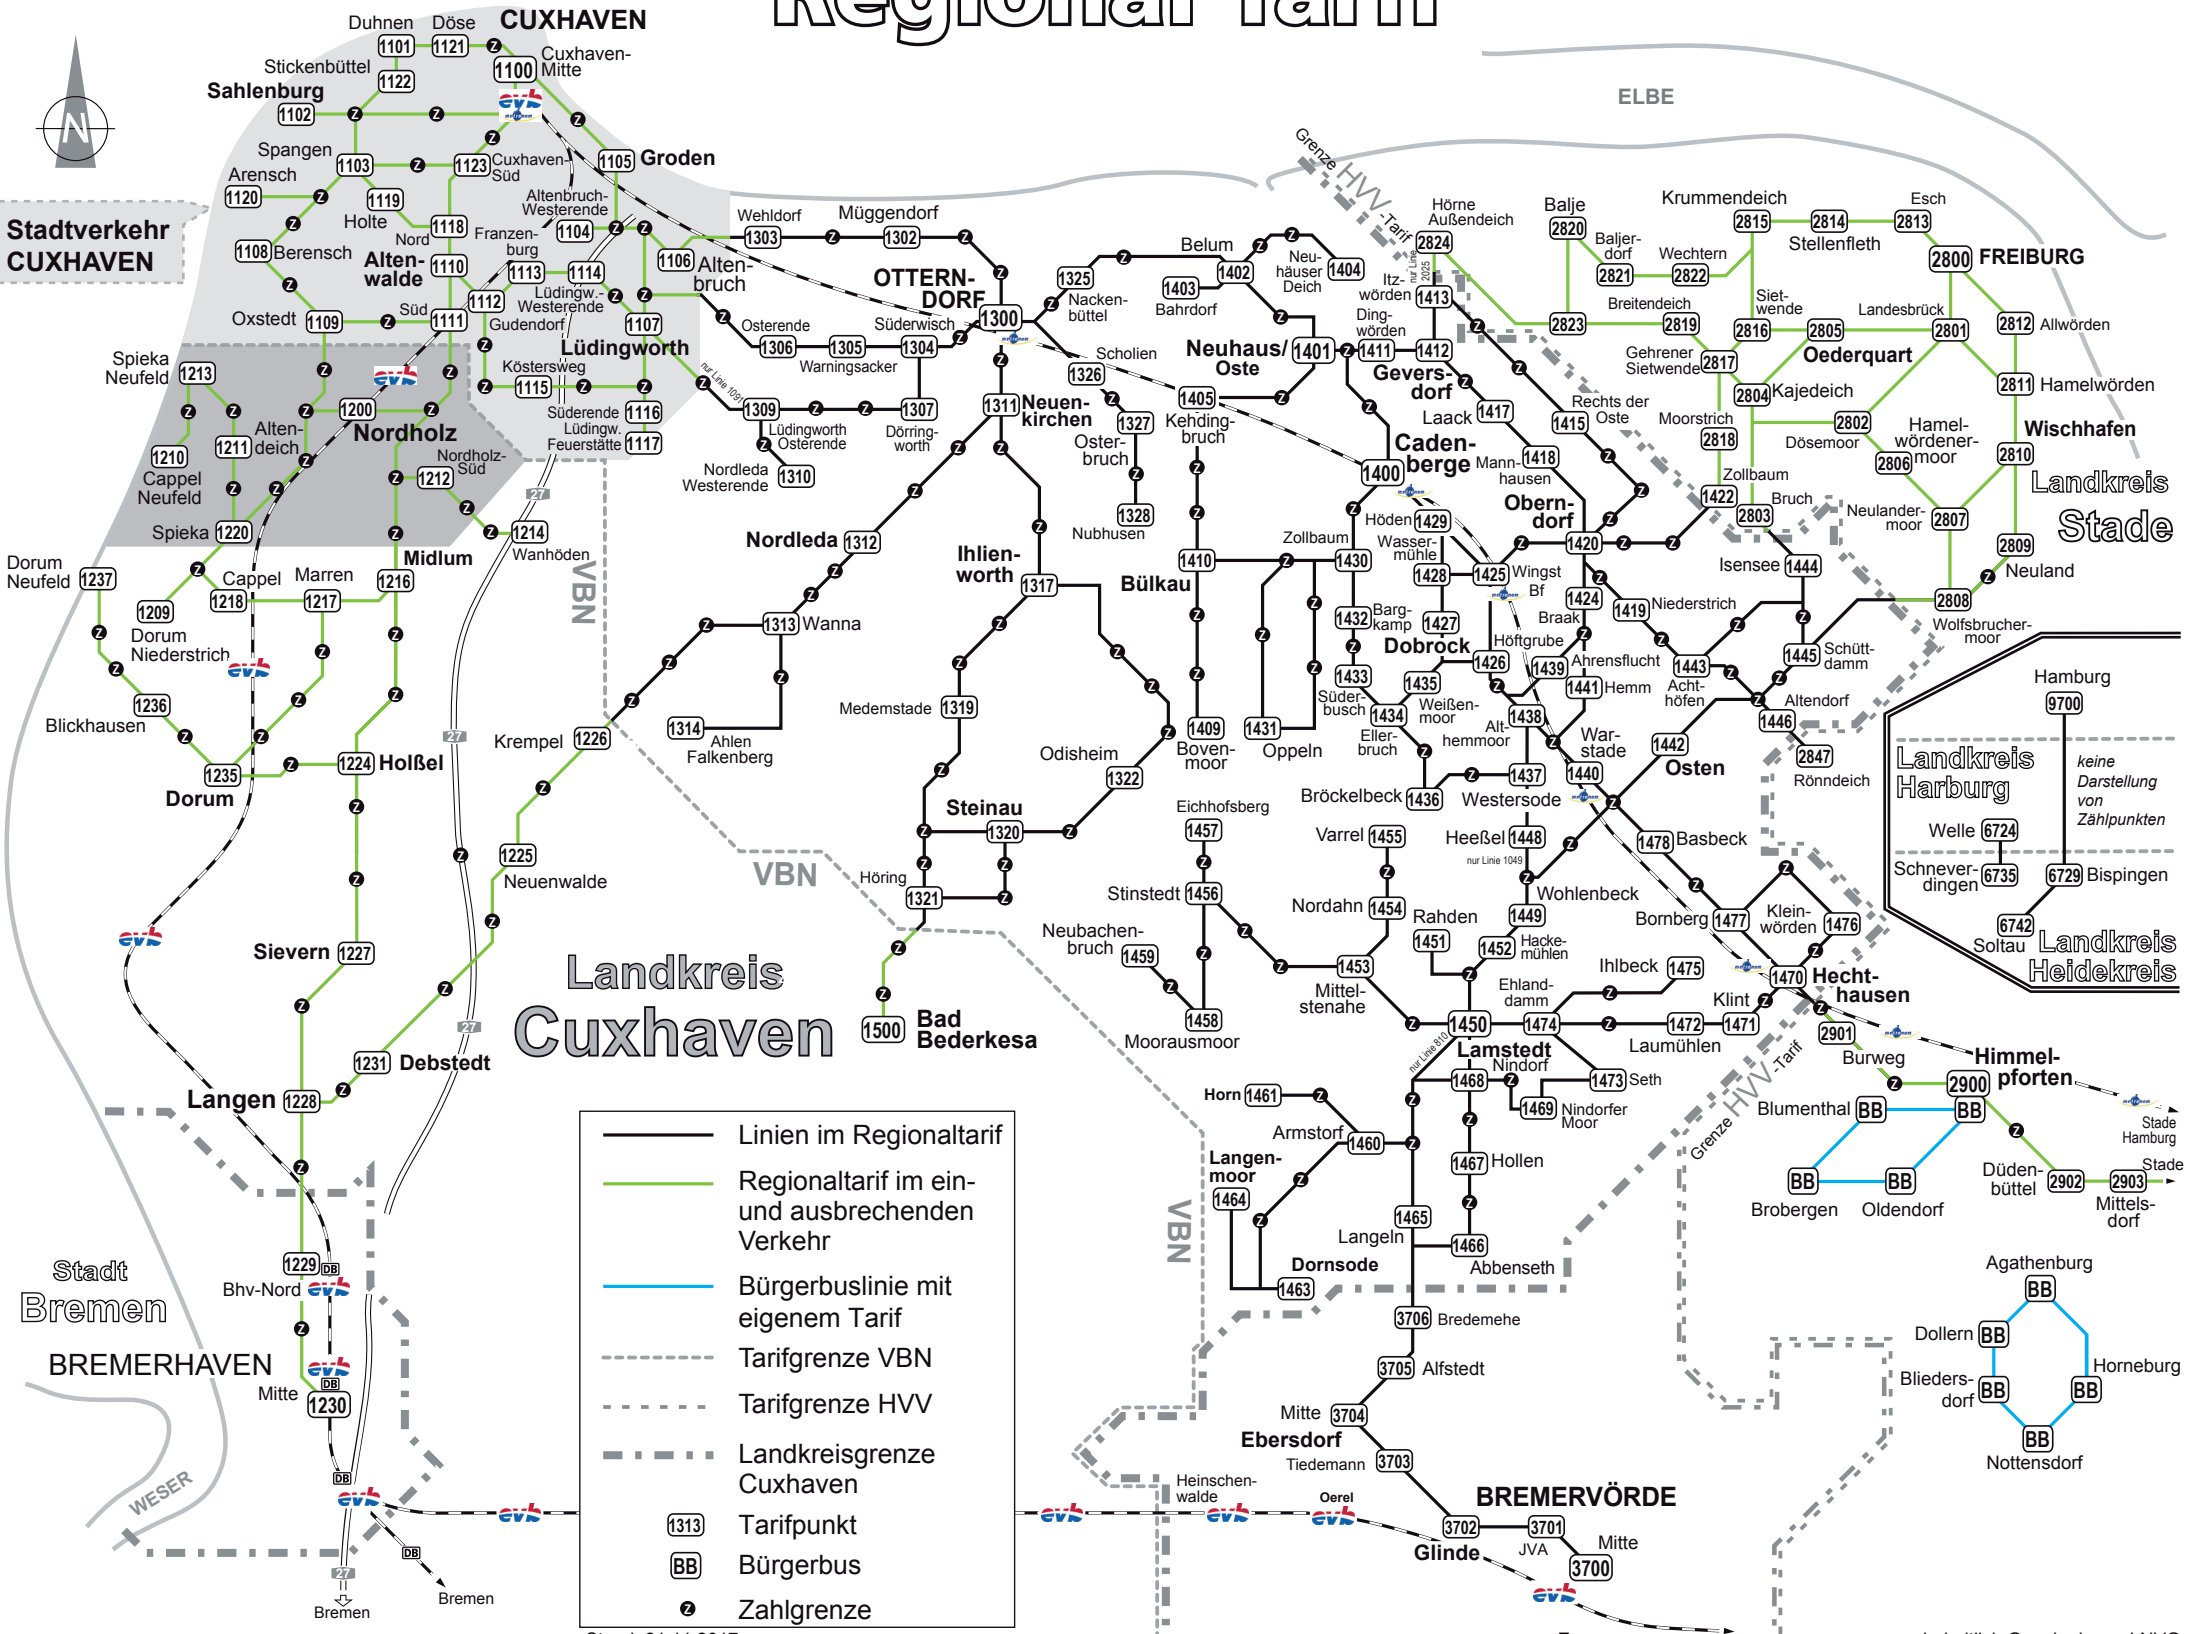 Regional Tarif
Duhnen
1101
Döse
1121
CUXHAVEN
Cuxhaven-
Mitte
1100
Stickenbüttel
1122
Sahlenburg
1102
Spangen
1103
Arensch
1120
Holte
1119
Cuxhaven-
Süd
1123
1105
Groden
Altenbruch-
Westerende
1104
Stadtverkehr
CUXHAVEN
1108
Berensch
Nord
1118
Franzen-
burg
1113
Alten-
walde
1110
1114
Lüdingw.-
Westerende
1106
Alten-
bruch
1112
Gudendorf
Oxstedt
1109
Süd
1111
1107
Lüdingworth
Köstersweg
1115
Süderende
1116
Lüdingw.
Feuerstätte
1117
nur Linie 1091
Spieka
Neufeld
1213
1200
Nordholz
Alten-
deich
1211
1210
Cappel
Neufeld
Nordholz-
Süd
1212
Spieka
1220
1214
Wanhöden
Midlum
1216
Dorum
Neufeld
1237
Cappel
1218
Marren
1217
1209
Dorum
Niederstrich
1236
Blickhausen
1235
Dorum
1224
Holßel
Krempel
1226
1225
Neuenwalde
Sievern
1227
1231
Debstedt
Langen
1228
1229
Bhv-Nord
Mitte
1230
Stadt
Bremen
BREMERHAVEN
WESER
Bremen
Bremen
VBN
VBN
VBN
Landkreis
Cuxhaven
Wehldorf
1303
Müggendorf
1302
OTTERN-
DORF
1300
Osterende
1306
1305
Warningsacker
Süderwisch
1304
1309
Lüdingworth
Osterende
1307
Dörring-
worth
Nordleda
Westerende
1310
1311
Neuen-
kirchen
Nordleda
1312
1313
Wanna
1314
Ahlen
Falkenberg
Ihlien-
worth
1317
Medemstade
1319
Odisheim
1322
Steinau
1320
Höring
1321
1500
Bad
Bederkesa
1325
Nacken-
büttel
Scholien
1326
1327
Oster-
bruch
1328
Nubhusen
Belum
1402
1403
Bahrdorf
Neu-
häuser
Deich
1404
Neuhaus/
Oste
1401
1405
Kehding-
bruch
Ding-
wörden
1411
1412
Gevers-
dorf
Itz-
wörden
1413
nur Linie
2025
Hörne
Außendeich
2824
Grenze HVV-Tarif
ELBE
Laack
1417
1415
Rechts der
Oste
1418
Mann-
hausen
Caden-
berge
1400
Obern-
dorf
1420
1410
Bülkau
1409
Boven-
moor
Zollbaum
1430
1431
Oppeln
Höden
1429
Wasser-
mühle
1428
1425
Wingst
Bf
1432
Barg-
kamp
1427
Dobrock
1426
Höftgrube
1433
Süder-
busch
1435
Weißen-
moor
1434
Eller-
bruch
1424
Braak
1439
Ahrensflucht
1441
Hemm
1438
Alt-
hemmoor
1419
Niederstrich
1443
Acht-
höfen
War-
stade
1440
1442
Osten
Bröckelbeck
1436
1437
Westersode
Heeßel
1448
nur Linie 1049
Wohlenbeck
1449
1478
Basbeck
Bornberg
1477
Klein-
wörden
1476
1470
Hecht-
hausen
Klint
1471
1472
Laumühlen
Ehland-
damm
1474
Ihlbeck
1475
Eichhofsberg
1457
Stinstedt
1456
Neubachen-
bruch
1459
1458
Moorausmoor
Varrel
1455
Nordahn
1454
1453
Mittel-
stenahe
Rahden
1451
1452
Hacke-
mühlen
1450
Lamstedt
nur Linie 810
Nindorf
1468
1473
Seth
1469
Nindorfer
Moor
Horn
1461
Armstorf
1460
1467
Hollen
Langen-
moor
1464
1465
Langeln
1466
Abbenseth
Dornsode
1463
3706
Bredemehe
3705
Alfstedt
Mitte
3704
Ebersdorf
Tiedemann
3703
Heinschen-
walde
Oerel
BREMERVÖRDE
3702
Glinde
3701
JVA
Mitte
3700
Balje
2820
Krummendeich
2815
2814
Stellenfleth
Esch
2813
Baljer-
dorf
2821
Wechtern
2822
2800
FREIBURG
2823
Breitendeich
2819
Siet-
wende
2816
2805
Oederquart
Landesbrück
2801
2812
Allwörden
Gehrener
Sietwende
2817
2804
Kajedeich
2811
Hamelwörden
Moorstrich
2818
2802
Dösemoor
Hamel-
wördener-
moor
2806
Wischhafen
2810
Zollbaum
1422
Bruch
2803
Neulander-
moor
2807
Landkreis
Stade
2809
Neuland
Isensee
1444
2808
Wolfsbrucher-
moor
1445
Schütt-
damm
Altendorf
1446
2847
Rönndeich
Hamburg
9700
Landkreis
Harburg
keine
Darstellung
von
Zählpunkten
Welle
6724
Schnever-
dingen
6735
6729
Bispingen
6742
Soltau
Landkreis
Heidekreis
2901
Burweg
Himmel-
pforten
2900
Grenze HVV-Tarif
Blumenthal
BB
BB
BB
Brobergen
BB
Oldendorf
Düden-
büttel
2902
2903
Mittels-
dorf
Stade
Hamburg
Stade
Agathenburg
BB
Dollern
BB
Horneburg
BB
Blieders-
dorf
BB
BB
Nottensdorf
Linien im Regionaltarif
Regionaltarif im ein-
und ausbrechenden
Verkehr
Bürgerbuslinie mit
eigenem Tarif
Tarifgrenze VBN
Tarifgrenze HVV
Landkreisgrenze
Cuxhaven
1313
Tarifpunkt
BB
Bürgerbus
Z
Zahlgrenze